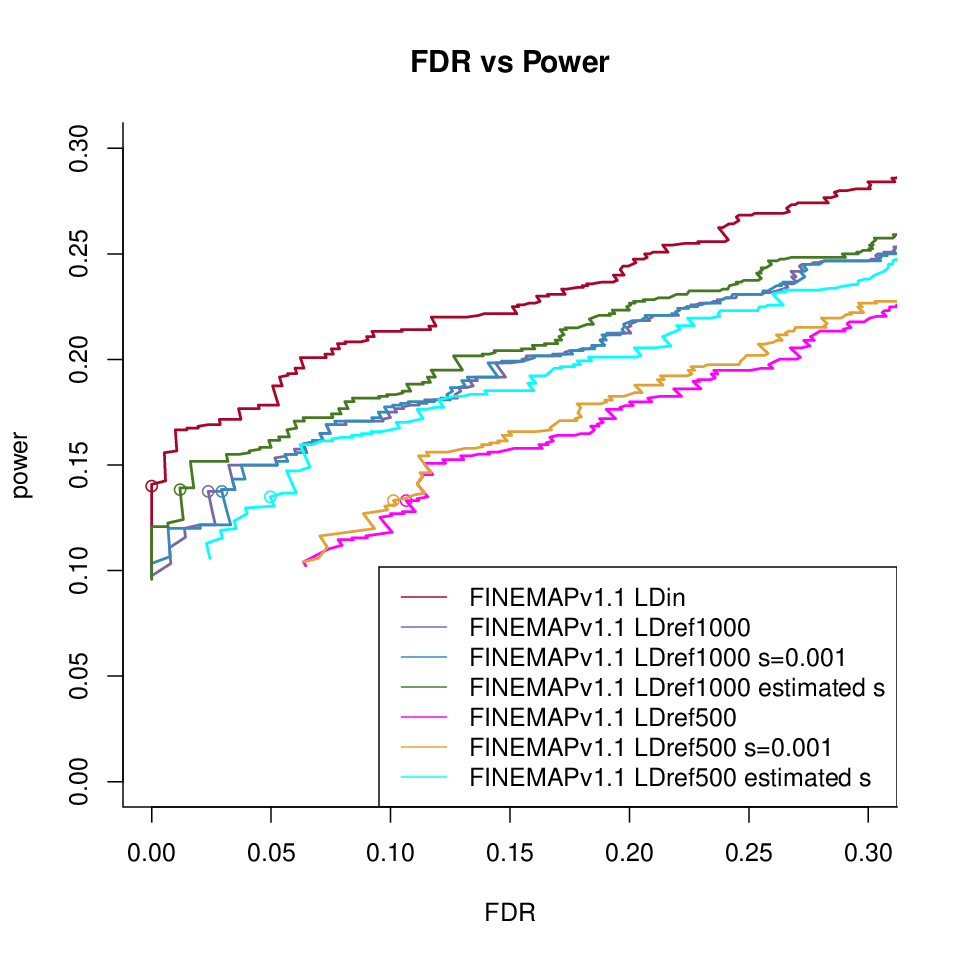 FDR vs Power
0.30
0.25
0.20
0.15
0.10
0.05
0.00
power
FINEMAPv1.1 LDin
FINEMAPv1.1 LDref1000
FINEMAPv1.1 LDref1000 s=0.001
FINEMAPv1.1 LDref1000 estimated s
FINEMAPv1.1 LDref500
FINEMAPv1.1 LDref500 s=0.001
FINEMAPv1.1 LDref500 estimated s
0.00 0.05 0.10 0.15 0.20 0.25 0.30
FDR